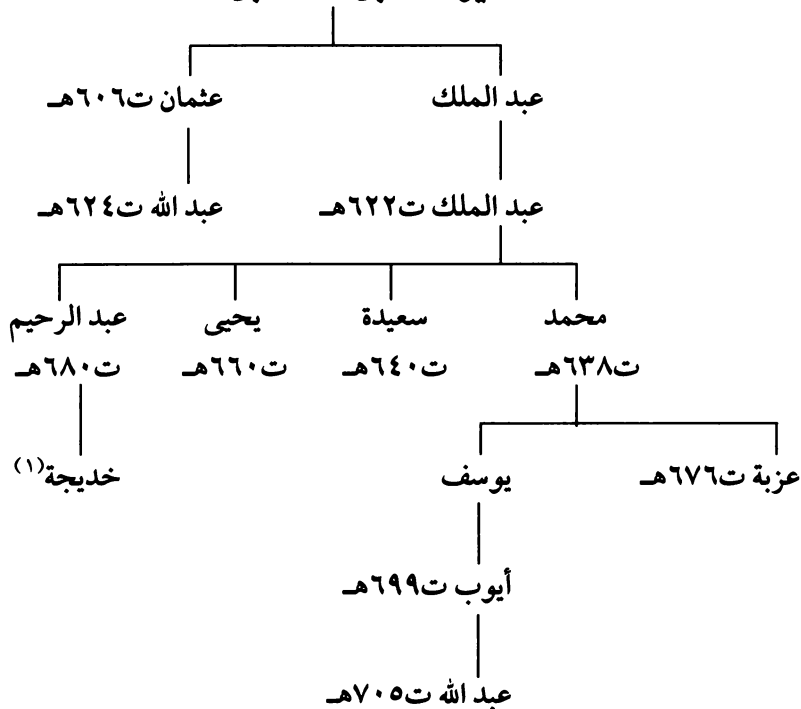 عبد الملك عثمان ت٦٠٦هـ
عبد الملك ت٦٢٢هـ عبد الله ت٦٢٤هـ
محمد سعيدة يحيى عبد الرحيم
ت٦٣٨هـ ت٦٤٠هـ ت٦٦٠هـ ت٦٨٠هـ
عزبة ت٦٧٦هـ يوسف خديجة(١)
أيوب ت٦٩٩هـ
عبد الله ت٧٠٥هـ